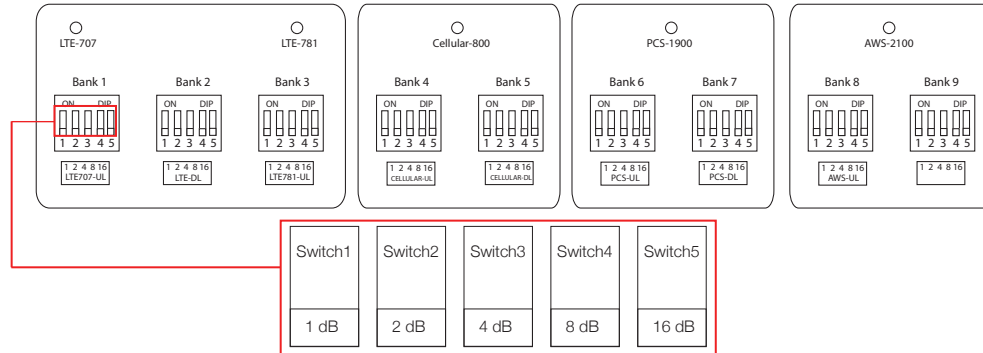 LTE-707 LTE-781 Cellular-800 PCS-1900 AWS-2100
Bank 1 Bank 2 Bank 3 Bank 4 Bank 5 Bank 6 Bank 7 Bank 8 Bank 9
ON DIP ON DIP ON DIP ON DIP ON DIP ON DIP ON DIP ON DIP ON DIP
1 2 3 4 5 1 2 3 4 5 1 2 3 4 5 1 2 3 4 5 1 2 3 4 5 1 2 3 4 5 1 2 3 4 5 1 2 3 4 5 1 2 3 4 5
1 2 4 8 16 1 2 4 8 16 1 2 4 8 16 1 2 4 8 16 1 2 4 8 16 1 2 4 8 16 1 2 4 8 16 1 2 4 8 16 1 2 4 8 16
LTE707-UL LTE-DL LTE781-UL CELLULAR-UL CELLULAR-DL PCS-UL PCS-DL AWS-UL
Switch1 Switch2 Switch3 Switch4 Switch5
1 dB 2 dB 4 dB 8 dB 16 dB